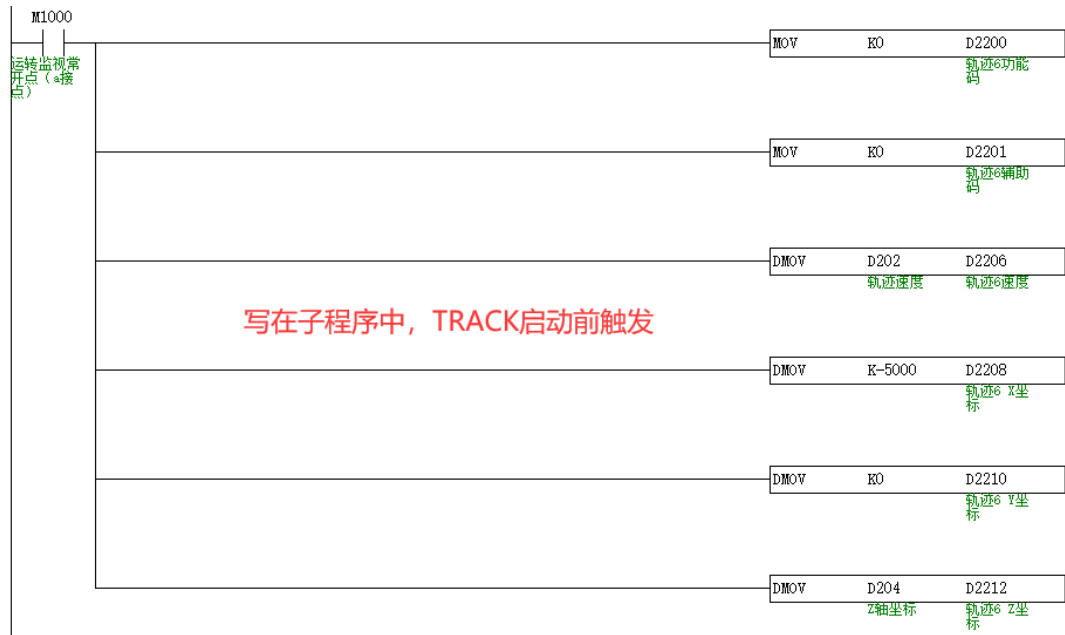 M1000
MOV K0 D2200
运转监视常
开点（a接
点）
轨迹6功能
码
MOV K0 D2201
轨迹6辅助
码
DMOV D202 D2206
轨迹速度 轨迹6速度
写在子程序中，TRACK启动前触发
DMOV K-5000 D2208
轨迹6 X坐
标
DMOV K0 D2210
轨迹6 Y坐
标
DMOV D204 D2212
Z轴坐标 轨迹6 Z坐
标